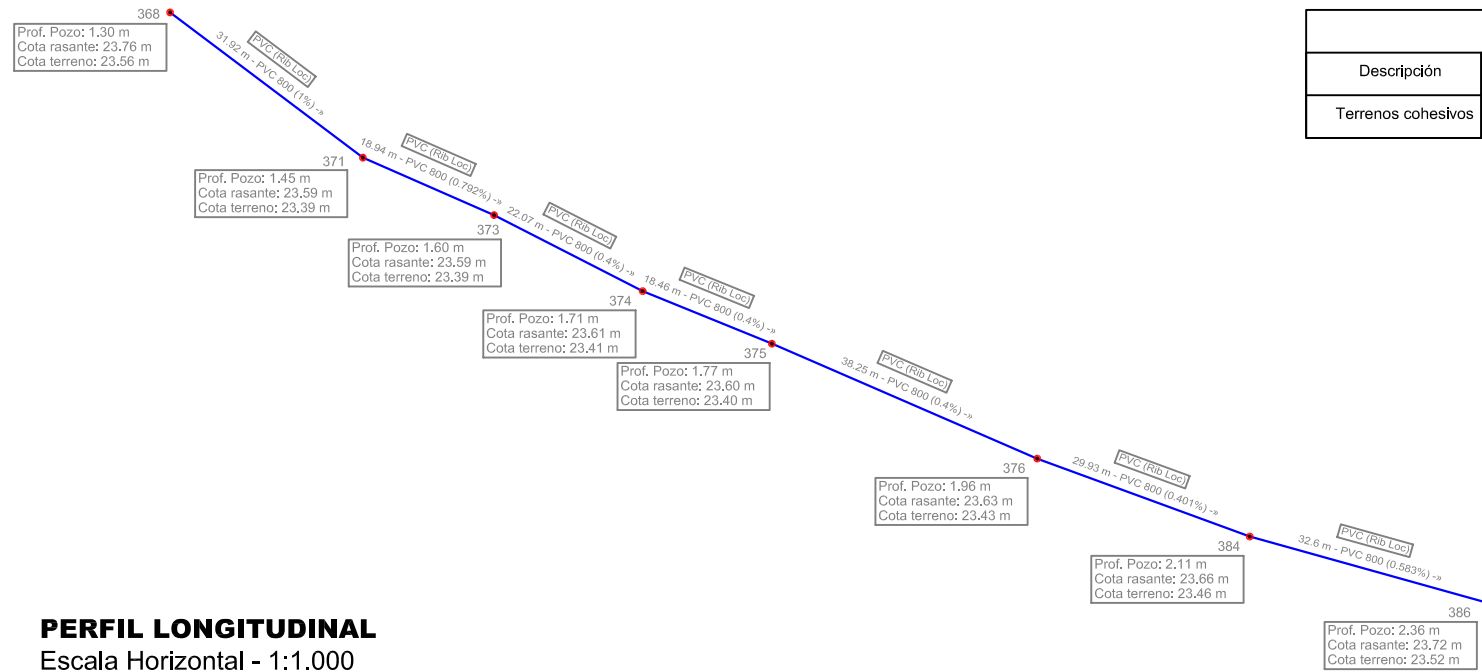 368
Prof. Pozo: 1.30 m
Cota rasante: 23.76 m
Cota terreno: 23.56 m
PVC (Rib Loc)
31.92 m - PVC 800 (1%) -»
Descripción
Terrenos cohesivos
371
Prof. Pozo: 1.45 m
Cota rasante: 23.59 m
Cota terreno: 23.39 m
PVC (Rib Loc)
18.94 m - PVC 800 (0.792%) -»
373
Prof. Pozo: 1.60 m
Cota rasante: 23.59 m
Cota terreno: 23.39 m
PVC (Rib Loc)
22.07 m - PVC 800 (0.4%) -»
374
Prof. Pozo: 1.71 m
Cota rasante: 23.61 m
Cota terreno: 23.41 m
PVC (Rib Loc)
18.46 m - PVC 800 (0.4%) -»
375
Prof. Pozo: 1.77 m
Cota rasante: 23.60 m
Cota terreno: 23.40 m
PVC (Rib Loc)
38.25 m - PVC 800 (0.4%) -»
376
Prof. Pozo: 1.96 m
Cota rasante: 23.63 m
Cota terreno: 23.43 m
PVC (Rib Loc)
29.93 m - PVC 800 (0.401%) -»
384
Prof. Pozo: 2.11 m
Cota rasante: 23.66 m
Cota terreno: 23.46 m
PVC (Rib Loc)
32.6 m - PVC 800 (0.583%) -»
386
Prof. Pozo: 2.36 m
Cota rasante: 23.72 m
Cota terreno: 23.52 m
PERFIL LONGITUDINAL
Escala Horizontal - 1:1.000